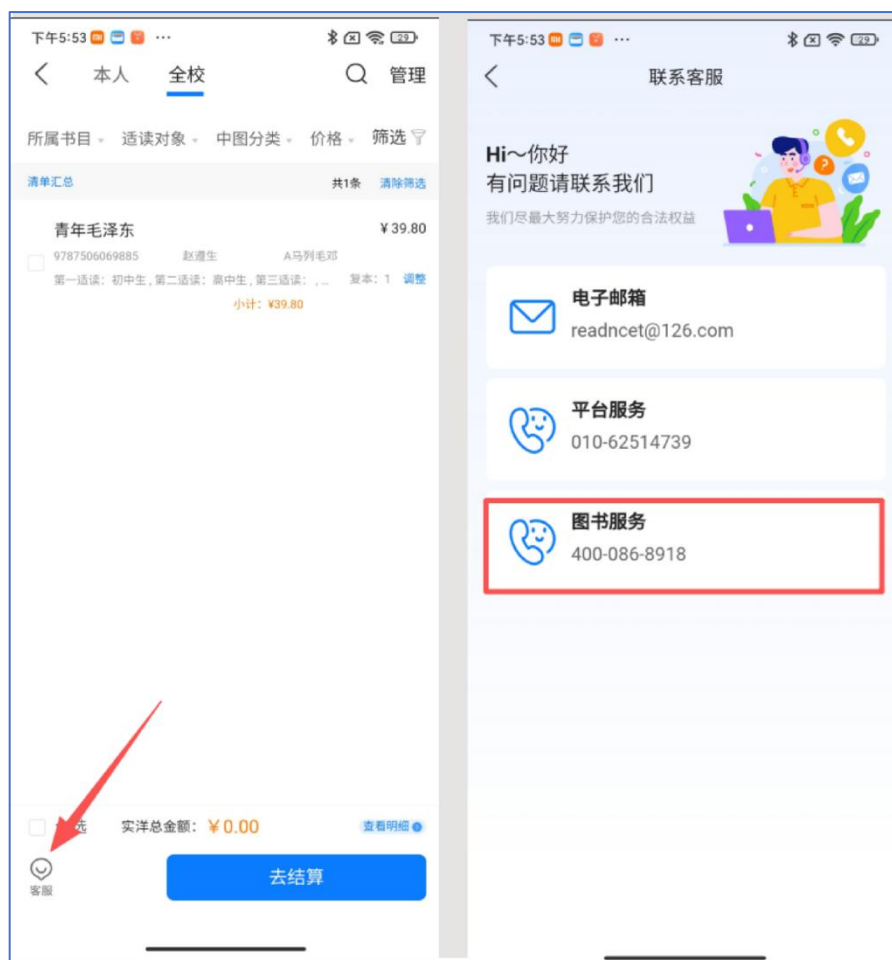 下午5:53 ···
29
本人 全校 管理
所属书目 适读对象 中图分类 价格 筛选
清单汇总 共1条 清除筛选
青年毛泽东 ¥39.80
9787506069885 赵遵生 A马列毛邓
第一适读：初中生,第二适读：高中生,第三适读：,... 复本：1 调整
小计：¥39.80
选 实洋总金额：¥0.00 查看明细
客服
去结算
下午5:53 ···
29
联系客服
Hi～你好
有问题请联系我们
我们尽最大努力保护您的合法权益
电子邮箱
readncet@126.com
平台服务
010-62514739
图书服务
400-086-8918